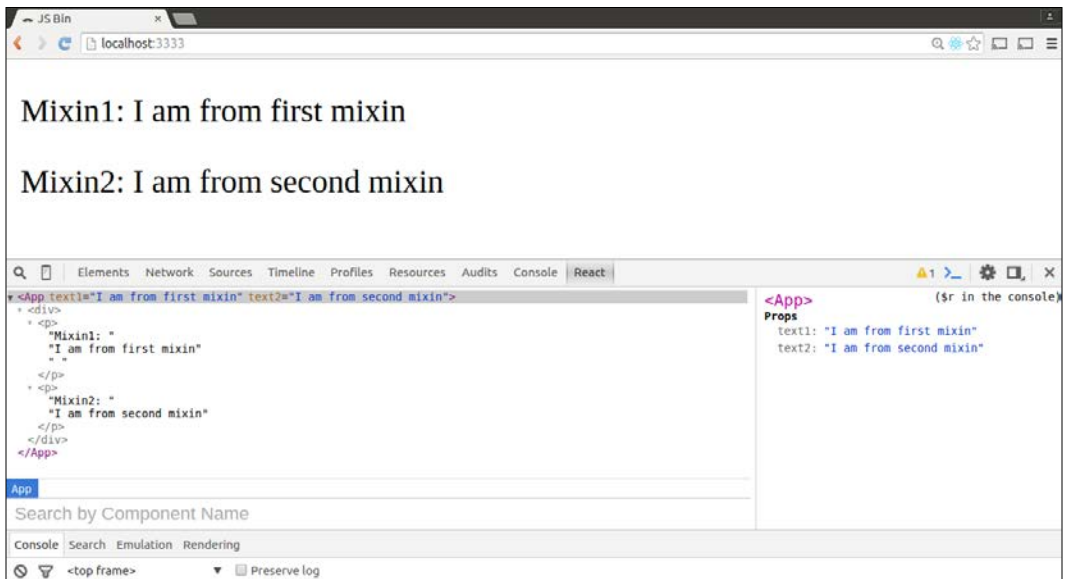 JS Bin
localhost:3333
Mixin1: I am from first mixin
Mixin2: I am from second mixin
Elements Network Sources Timeline Profiles Resources Audits Console React 1
<App text1="I am from first mixin" text2="I am from second mixin">
<div>
<p>
"Mixin1: "
"I am from first mixin"
" "
</p>
<p>
"Mixin2: "
"I am from second mixin"
</p>
</div>
</App>
<App> ($r in the console)
Props
text1: "I am from first mixin"
text2: "I am from second mixin"
App
Search by Component Name
Console Search Emulation Rendering
<top frame> Preserve log